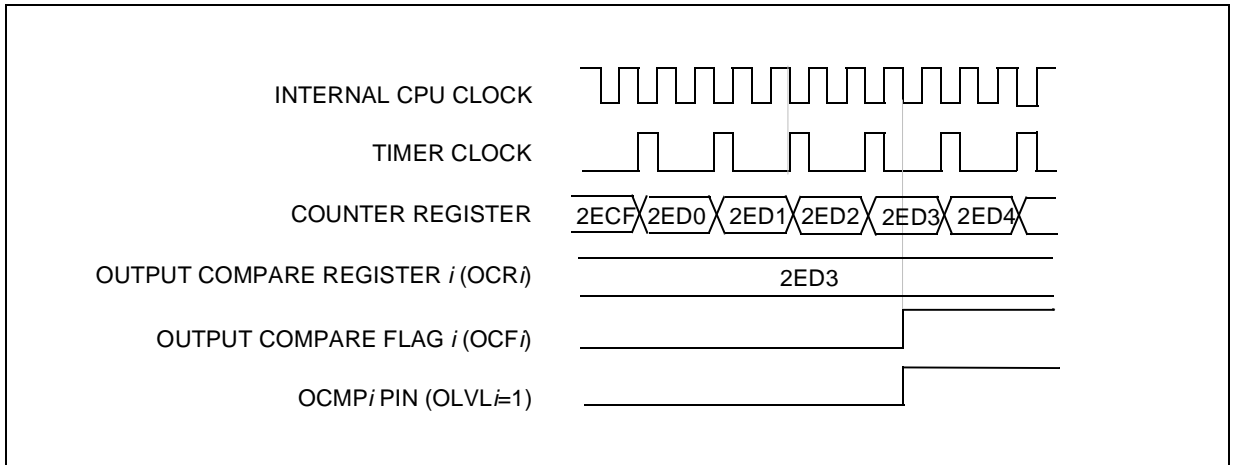 INTERNAL CPU CLOCK
TIMER CLOCK
COUNTER REGISTER 2ECF 2ED0 2ED1 2ED2 2ED3 2ED4
OUTPUT COMPARE REGISTER i (OCRi) 2ED3
OUTPUT COMPARE FLAG i (OCFi)
OCMPi PIN (OLVLi=1)